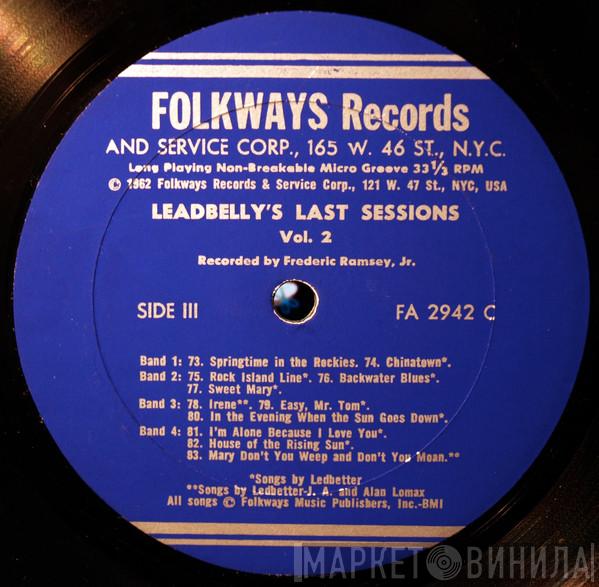 FOLKWAYS Records
AND SERVICE CORP., 165 W. 46 ST., N.Y.C.
Long Playing Non-Breakable Micro Groove 33 1/3 RPM
© 1962 Folkways Records & Service Corp., 121 W. 47 St., NYC, USA
LEADBELLY'S LAST SESSIONS
Vol. 2
Recorded by Frederic Ramsey, Jr.
SIDE III
FA 2942 C
Band 1: 73. Springtime in the Rockies. 74. Chinatown*.
Band 2: 75. Rock Island Line*. 76. Backwater Blues*.
77. Sweet Mary*.
Band 3: 78. Irene**. 79. Easy, Mr. Tom*.
80. In the Evening When the Sun Goes Down*.
Band 4: 81. I'm Alone Because I Love You*.
82. House of the Rising Sun*.
83. Mary Don't You Weep and Don't You Moan.**
*Songs by Ledbetter
**Songs by Ledbetter-J. A. and Alan Lomax
All songs © Folkways Music Publishers, Inc.-BMI
МАРКЕТ ВИНИЛА